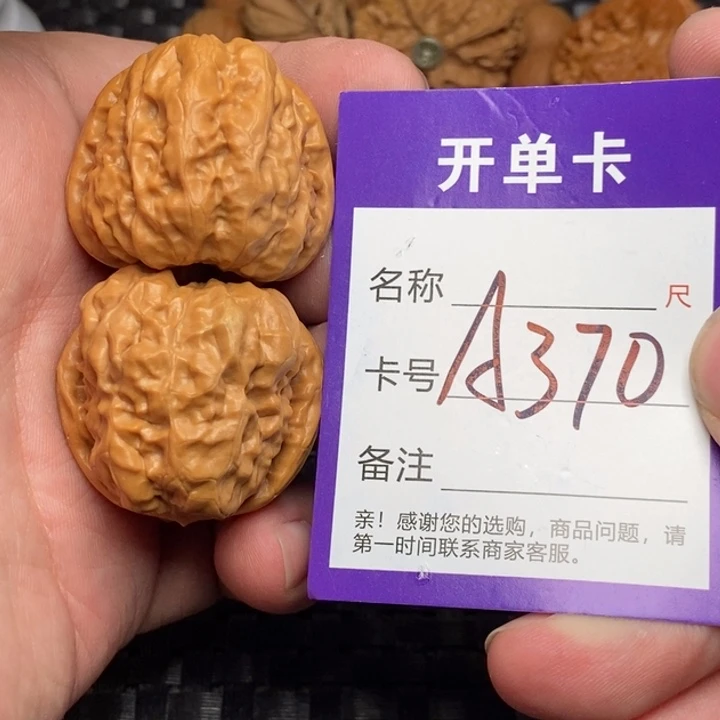 开单卡
名称 尺
卡号 A370
备注
亲！感谢您的选购，商品问题，请
第一时间联系商家客服。